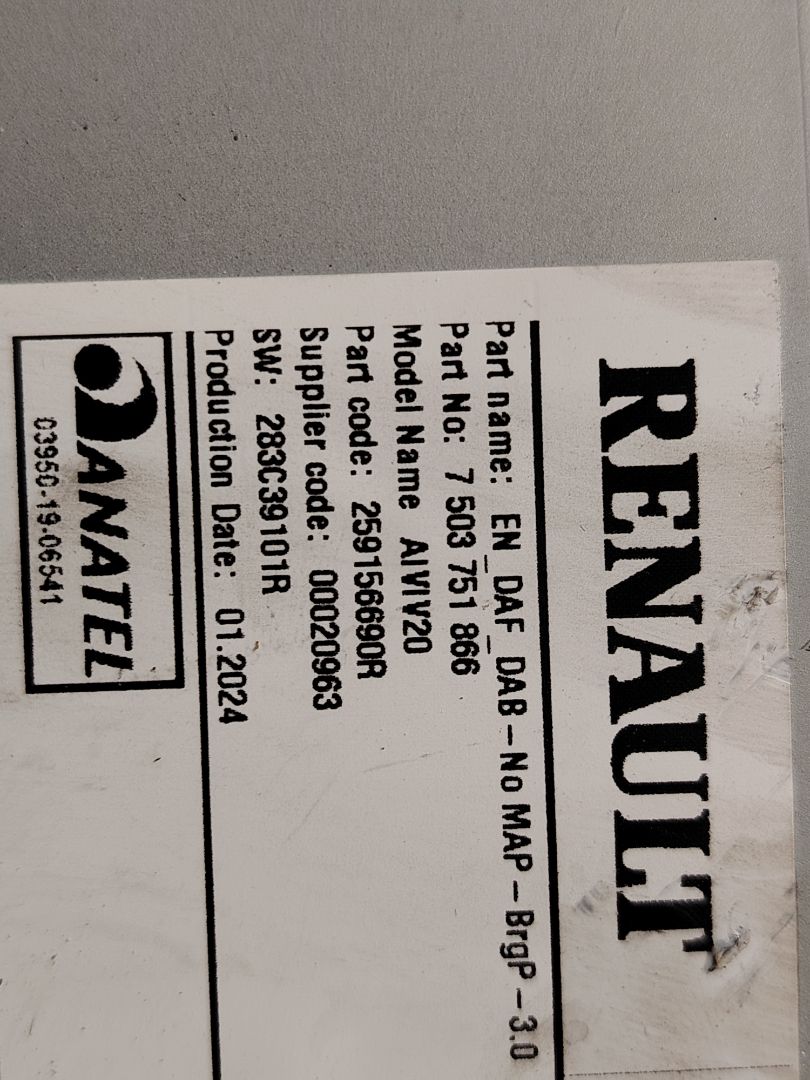 RENAULT
Part name: EN_DAF_DAB-No MAP-BrgP-3.0
Part No: 7 503 751 866
Model Name AIVIV20
Part code: 259156690R
Supplier code: 00020963
SW: 283C39101R
Production Date: 01.2024
ANATEL
03950-19-06541